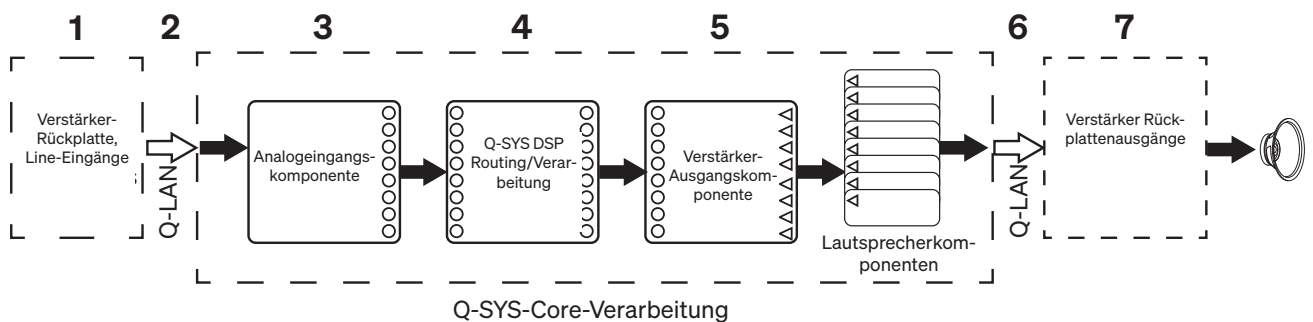 1
2
3
4
5
6
7
Verstärker-
Rückplatte,
Line-Eingänge
s
Q-LAN
Analogeingangs-
komponente
Q-SYS DSP
Routing/Verar-
beitung
Verstärker-
Ausgangskom-
ponente
Lautsprecherkom-
ponenten
Q-LAN
Verstärker Rück-
plattenausgänge
Q-SYS-Core-Verarbeitung